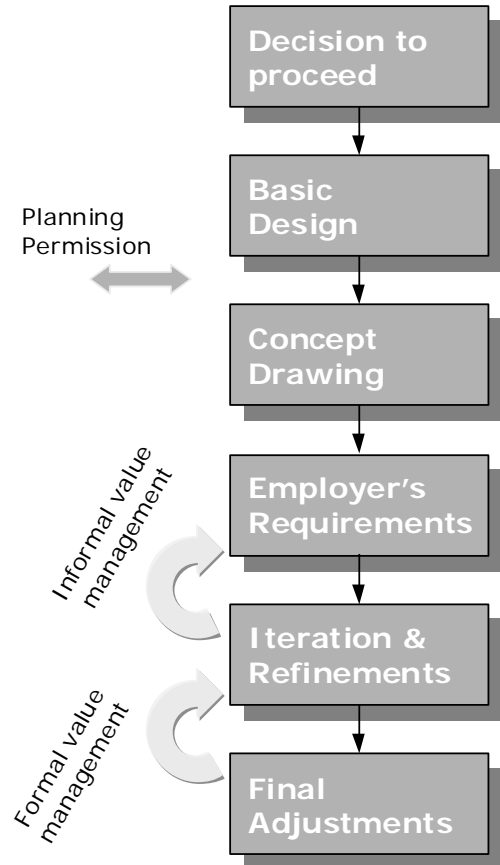 Decision to
proceed
Basic
Design
Planning
Permission
Concept
Drawing
Employer's
Requirements
Informal value
management
Iteration &
Refinements
Formal value
management
Final
Adjustments